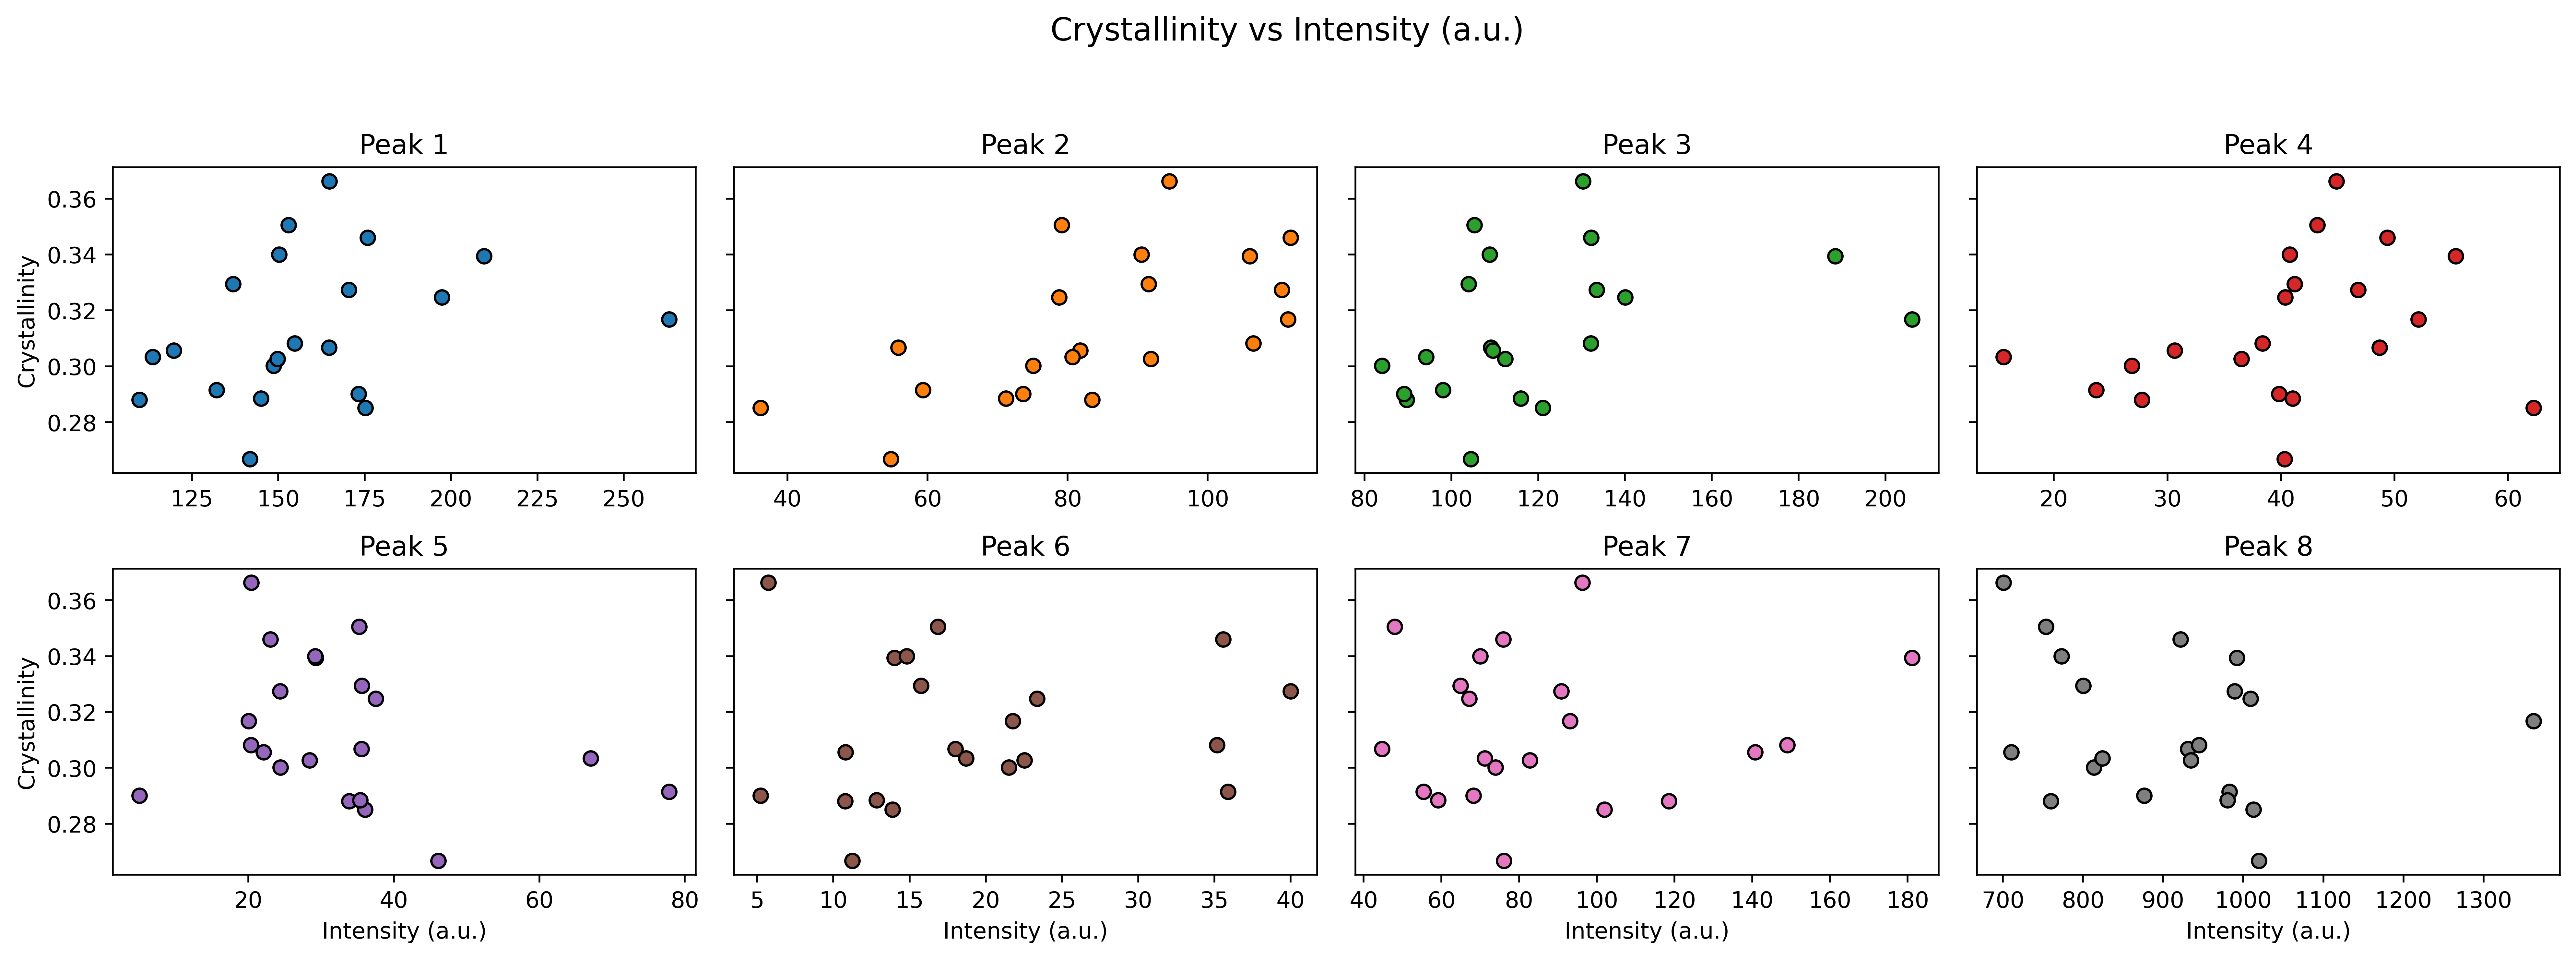 Crystallinity vs Intensity (a.u.)
Peak 1
Peak 2
Peak 3
Peak 4
Crystallinity
0.36
0.34
0.32
0.30
0.28
125 150 175 200 225 250
40 60 80 100
80 100 120 140 160 180 200
20 30 40 50 60
Peak 5
Peak 6
Peak 7
Peak 8
Crystallinity
0.36
0.34
0.32
0.30
0.28
20 40 60 80
5 10 15 20 25 30 35 40
40 60 80 100 120 140 160 180
700 800 900 1000 1100 1200 1300
Intensity (a.u.)
Intensity (a.u.)
Intensity (a.u.)
Intensity (a.u.)